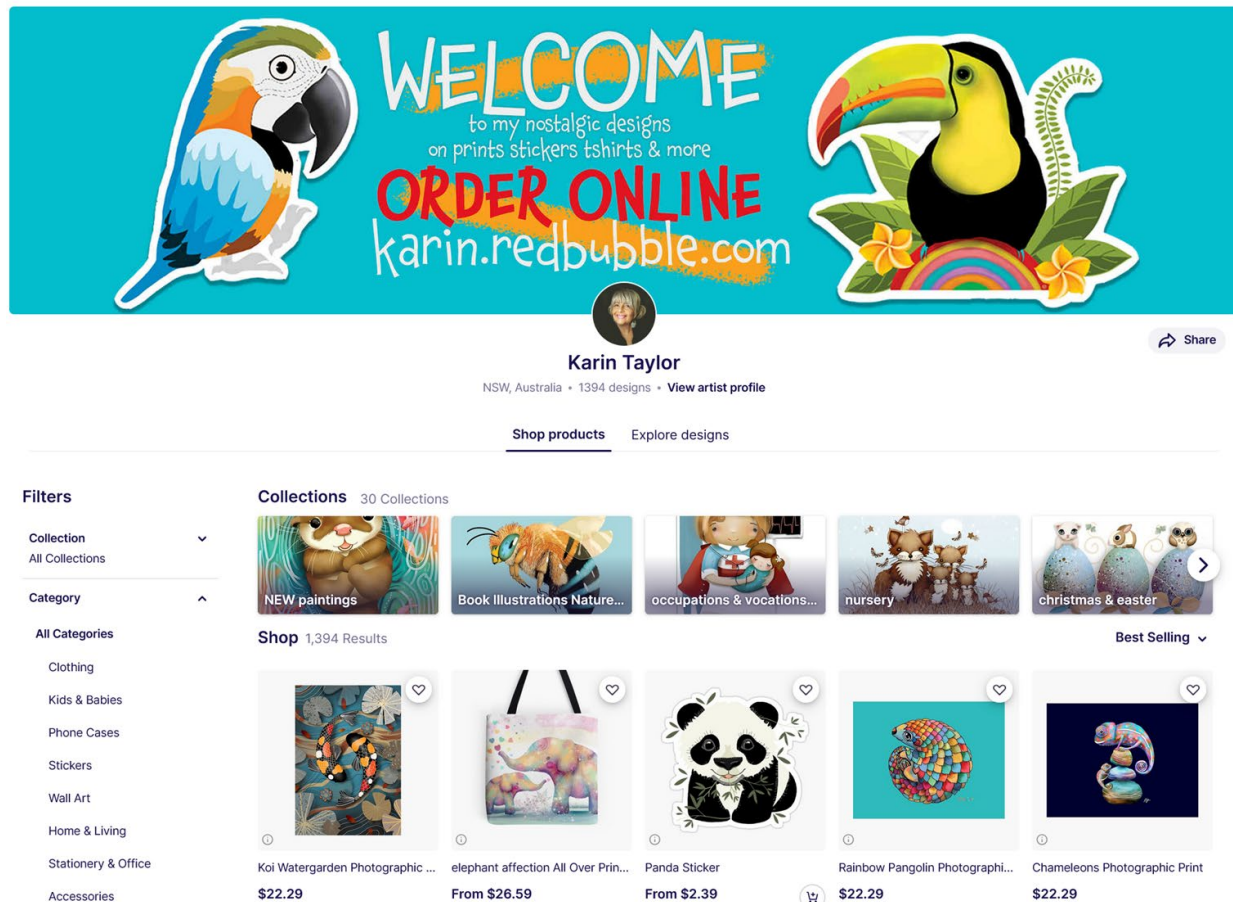 WELCOME
to my nostalgic designs
on prints stickers tshirts & more
ORDER ONLINE
karin.redbubble.com
Share
Karin Taylor
NSW, Australia • 1394 designs • View artist profile
Shop products Explore designs
Filters
Collection
All Collections
Category
All Categories
Clothing
Kids & Babies
Phone Cases
Stickers
Wall Art
Home & Living
Stationery & Office
Accessories
Collections 30 Collections
NEW paintings
Book Illustrations Nature...
occupations & vocations...
nursery
christmas & easter
Shop 1,394 Results
Best Selling
Koi Watergarden Photographic ...
$22.29
elephant affection All Over Prin...
From $26.59
Panda Sticker
From $2.39
Rainbow Pangolin Photographi...
$22.29
Chameleons Photographic Print
$22.29